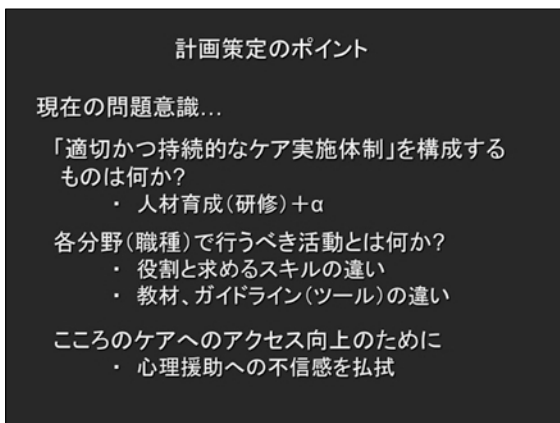 計画策定のポイント
現在の問題意識…
「適切かつ持続的なケア実施体制」を構成する
ものは何か?
・ 人材育成(研修)+α
各分野(職種)で行うべき活動とは何か?
・ 役割と求めるスキルの違い
・ 教材、ガイドライン(ツール)の違い
こころのケアへのアクセス向上のために
・ 心理援助への不信感を払拭